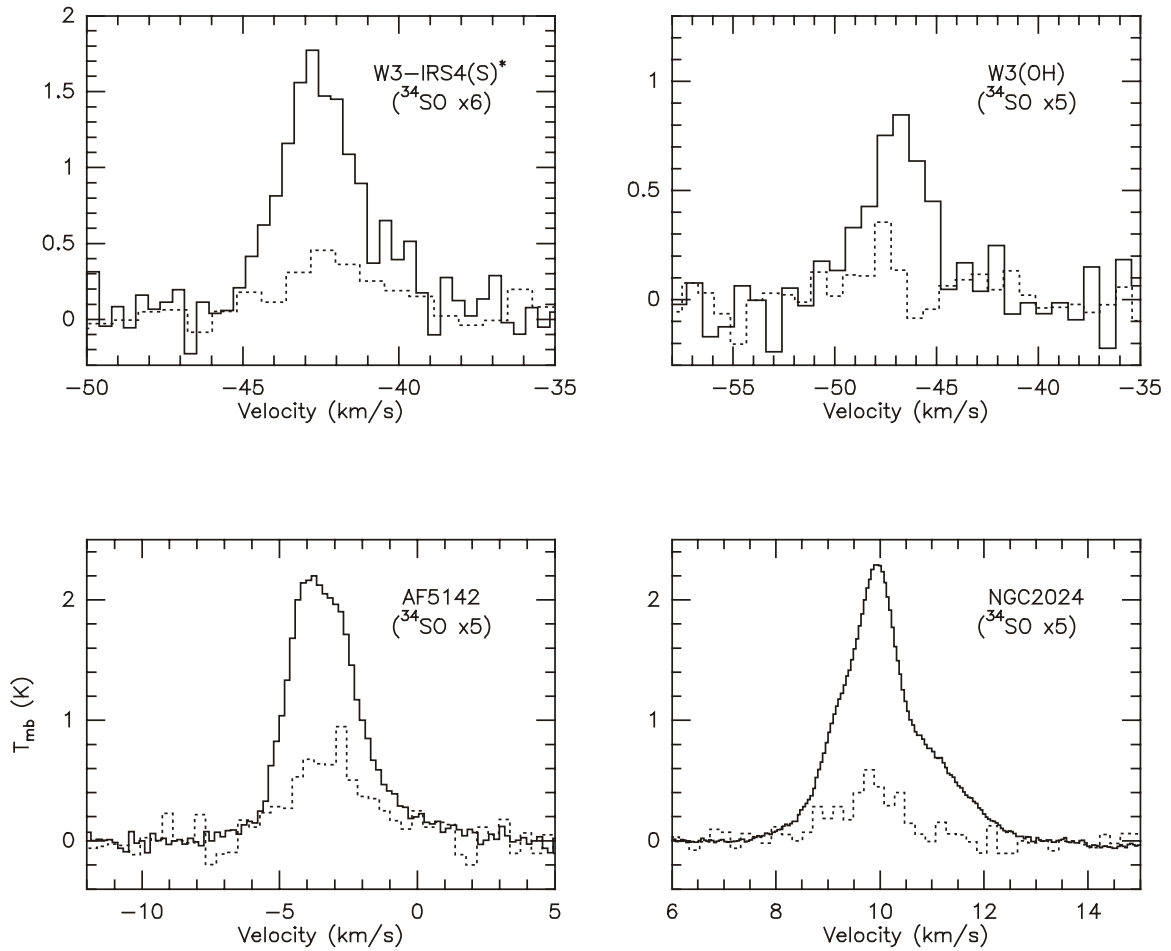 2
1.5
1
0.5
0
W3–IRS4(S)*
(³⁴SO x6)
−50
−45
−40
−35
Velocity (km/s)
1
0.5
0
W3(OH)
(³⁴SO x5)
−55
−50
−45
−40
−35
Velocity (km/s)
T_mb (K)
2
1
0
AF5142
(³⁴SO x5)
−10
−5
0
5
Velocity (km/s)
2
1
0
NGC2024
(³⁴SO x5)
6
8
10
12
14
Velocity (km/s)